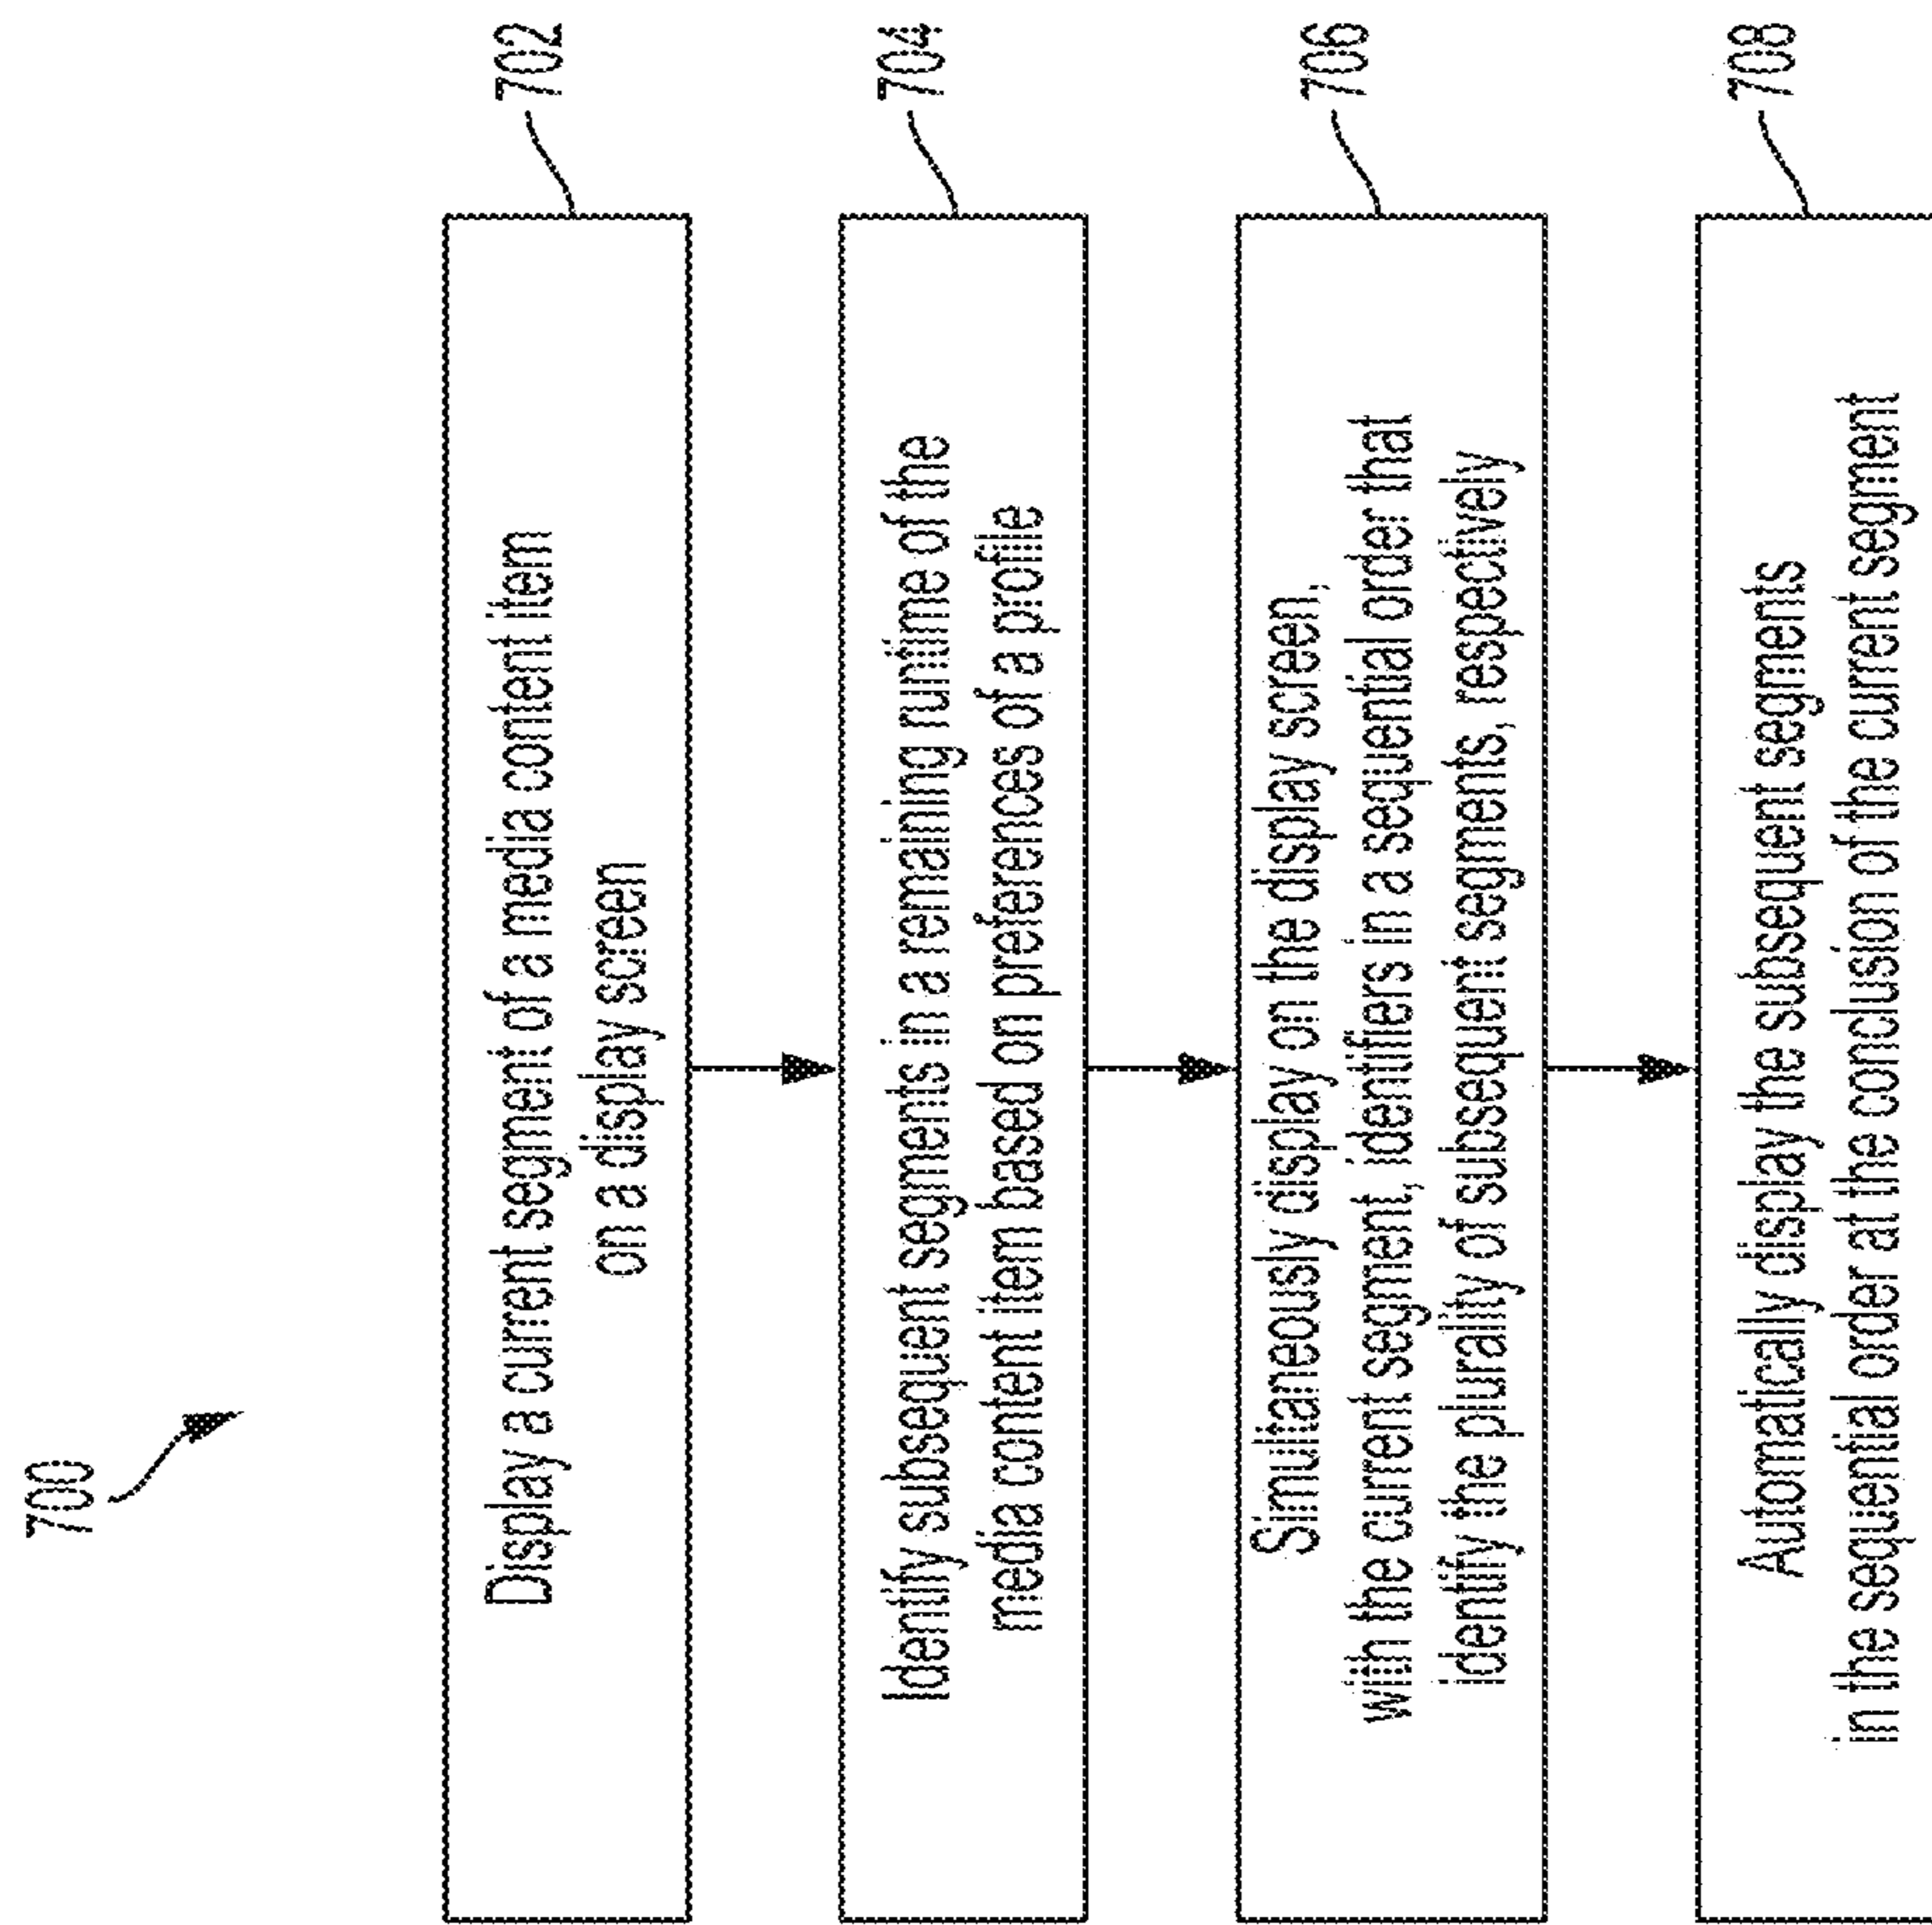 700
Display a current segment of a media content item
on a display screen
702
Identify subsequent segments in a remaining runtime of the
media content item based on preferences of a profile
704
Simultaneously display on the display screen,
with the current segment, identifiers in a sequential order that
identify the plurality of subsequent segments, respectively
706
Automatically display the subsequent segments
in the sequential order at the conclusion of the current segment
708